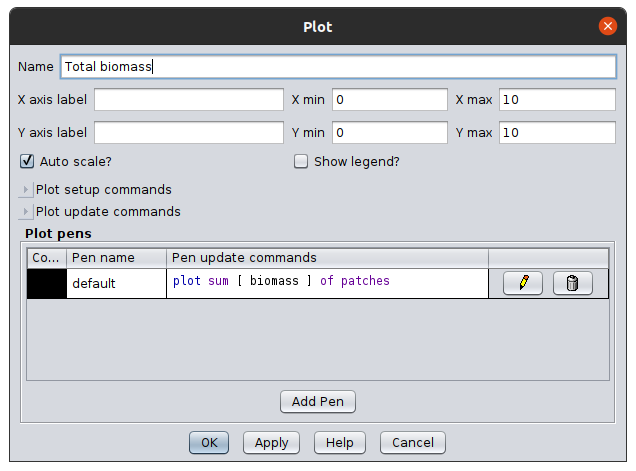 Plot
Name Total biomass
X axis label X min 0 X max 10
Y axis label Y min 0 Y max 10
Auto scale? Show legend?
Plot setup commands
Plot update commands
Plot pens
Co... Pen name Pen update commands
default plot sum [ biomass ] of patches
Add Pen
OK Apply Help Cancel